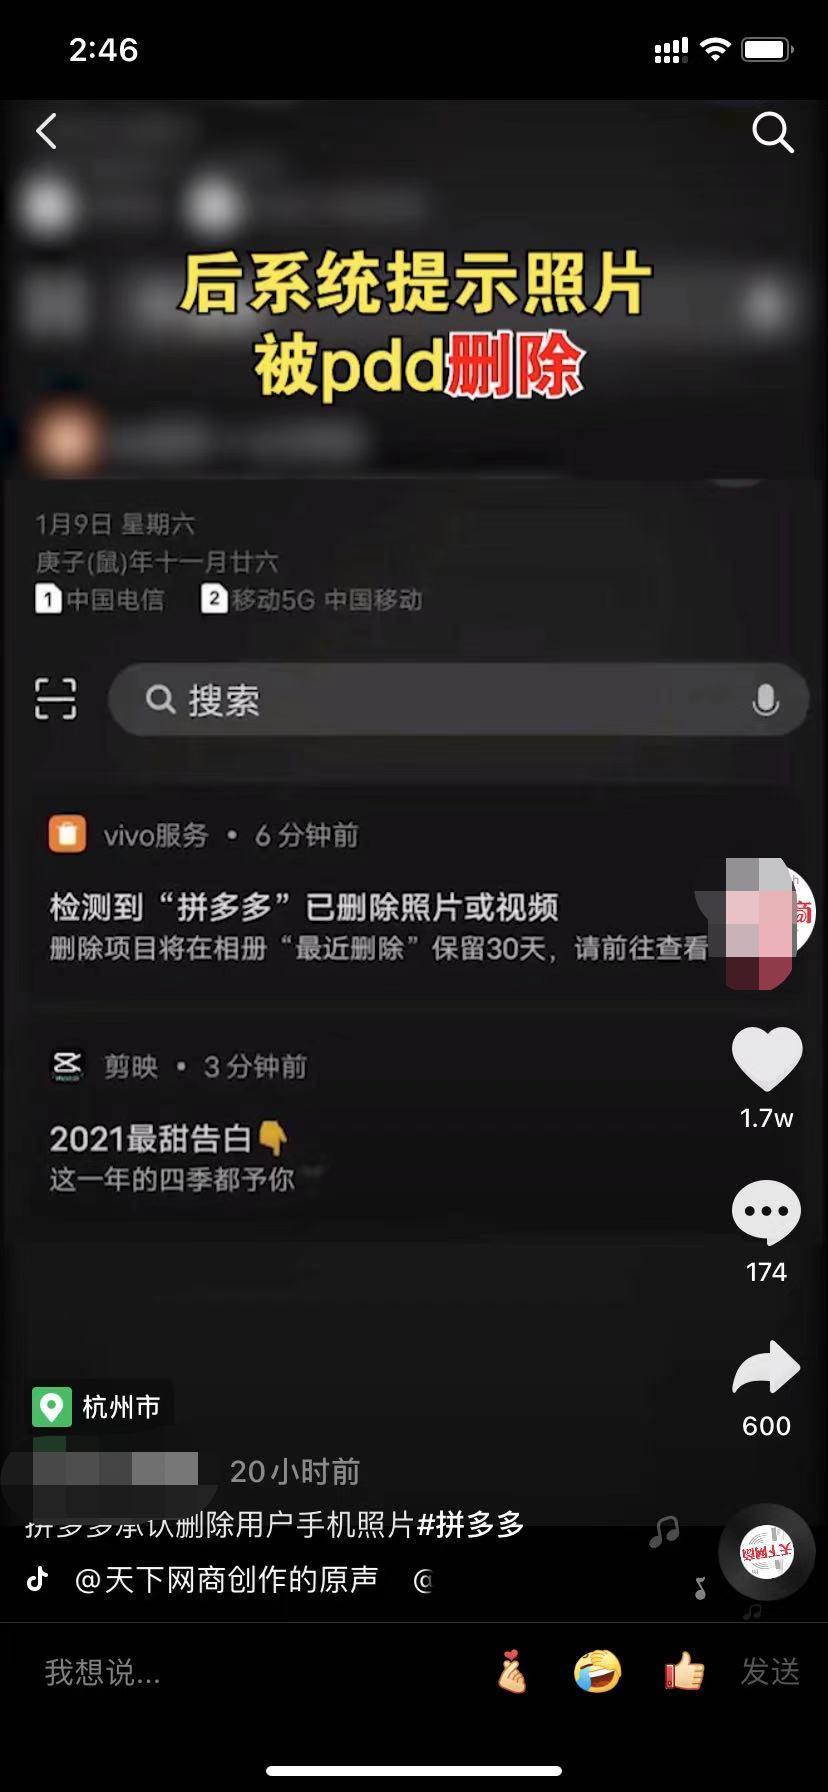 2:46
后系统提示照片
被pdd删除
1月9日 星期六
庚子(鼠)年十一月廿六
1 中国电信 2 移动5G 中国移动
搜索
vivo服务 • 6 分钟前
检测到“拼多多”已删除照片或视频
删除项目将在相册“最近删除”保留30天，请前往查看
剪映 • 3 分钟前
2021最甜告白👇
这一年的四季都予你
1.7w
174
600
杭州市
20小时前
拼多多承认删除用户手机照片#拼多多
@天下网商创作的原声 @
天下网商
我想说...
发送